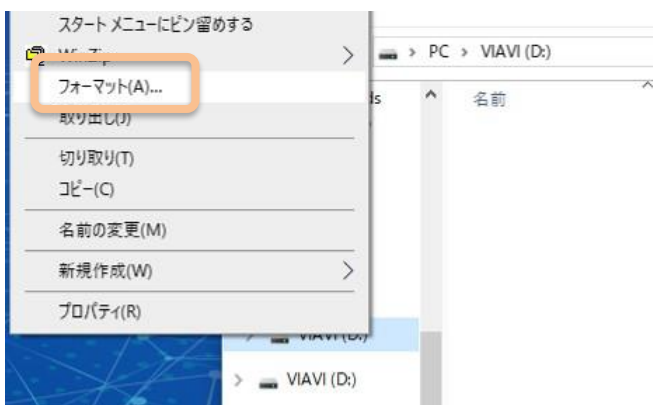 スタート メニューにピン留めする
WinZip
PC > VIAVI (D:)
フォーマット(A)...
ds
名前
取り出し(J)
切り取り(T)
コピー(C)
名前の変更(M)
新規作成(W)
プロパティ(R)
VIAVI (D:)
VIAVI (D:)